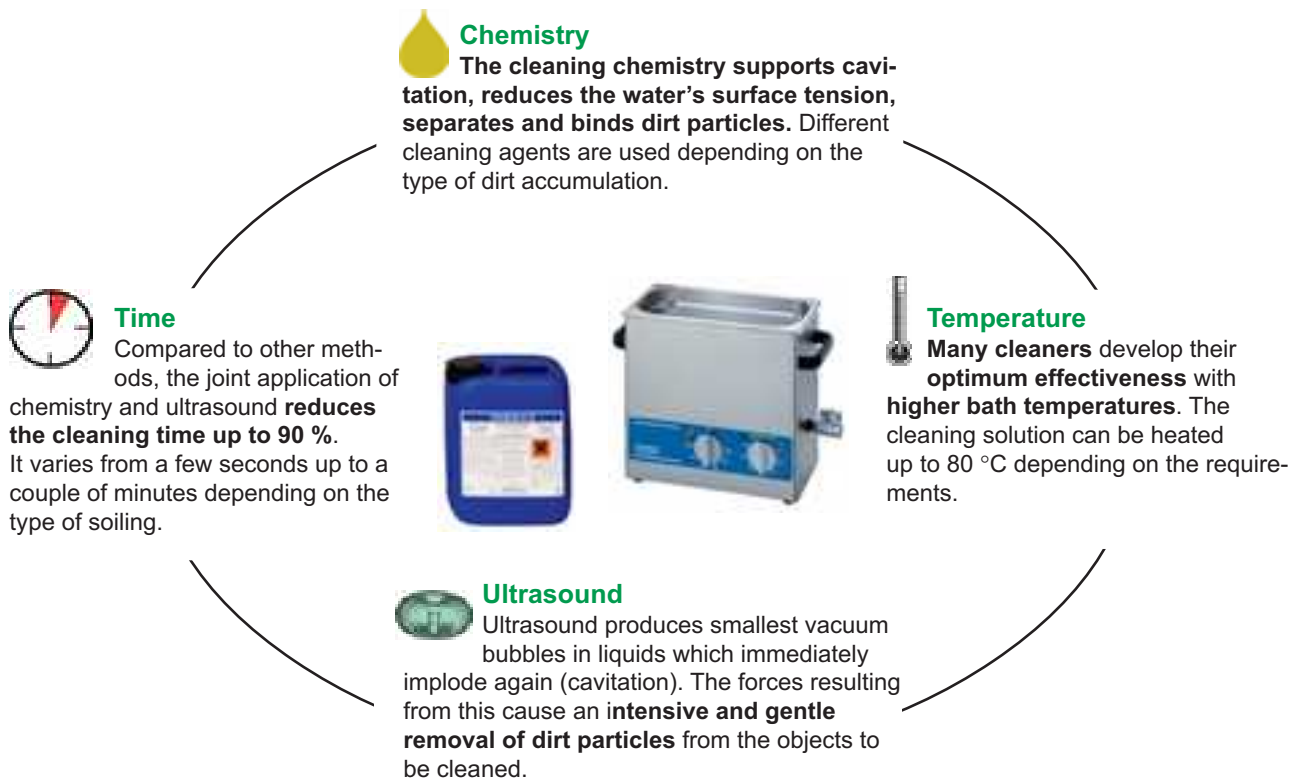 Chemistry
The cleaning chemistry supports cavi-
tation, reduces the water's surface tension,
separates and binds dirt particles. Different
cleaning agents are used depending on the
type of dirt accumulation.
Time
Compared to other meth-
ods, the joint application of
chemistry and ultrasound reduces
the cleaning time up to 90 %.
It varies from a few seconds up to a
couple of minutes depending on the
type of soiling.
Temperature
Many cleaners develop their
optimum effectiveness with
higher bath temperatures. The
cleaning solution can be heated
up to 80 °C depending on the require-
ments.
Ultrasound
Ultrasound produces smallest vacuum
bubbles in liquids which immediately
implode again (cavitation). The forces resulting
from this cause an intensive and gentle
removal of dirt particles from the objects to
be cleaned.